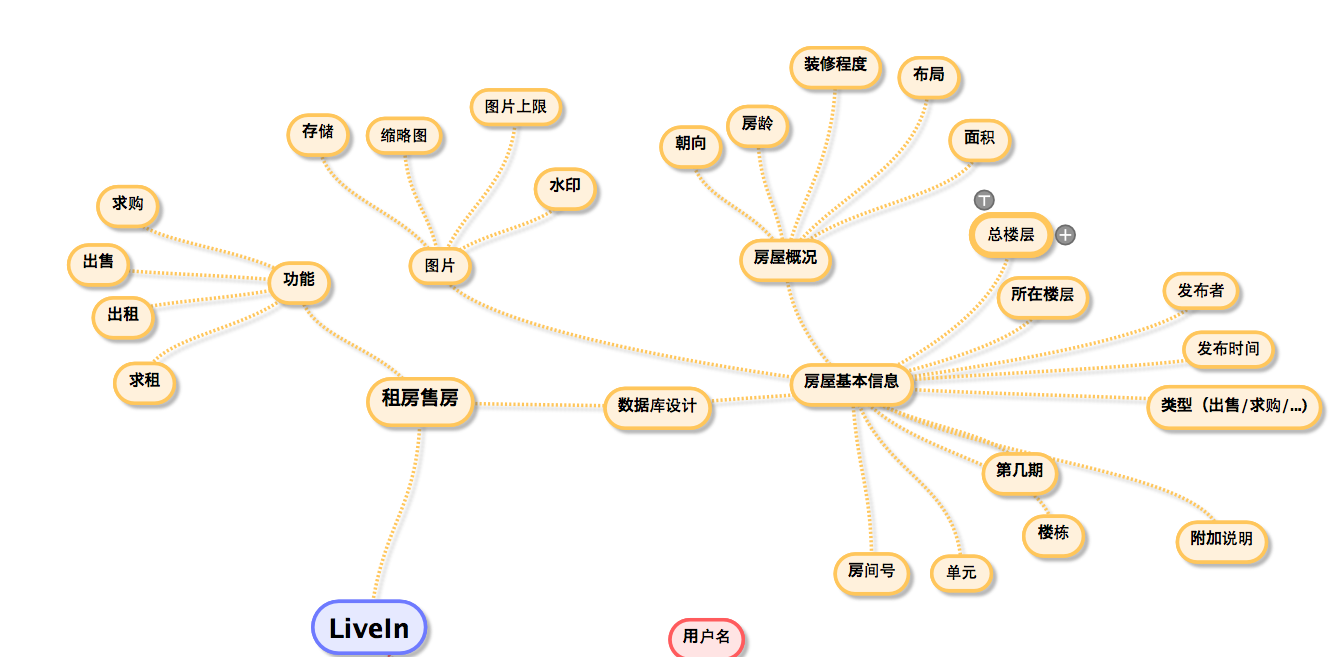 装修程度
布局
图片上限
存储
缩略图
房龄
朝向
面积
水印
求购
T
总楼层
+
房屋概况
出售
图片
功能
所在楼层
发布者
出租
发布时间
求租
房屋基本信息
租房售房
数据库设计
类型（出售/求购/...)
第几期
楼栋
附加说明
房间号
单元
LiveIn
用户名